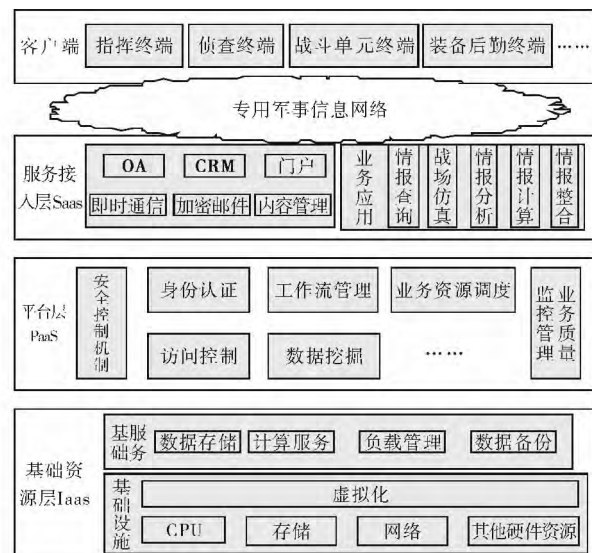 客户端
指挥终端
侦查终端
战斗单元终端
装备后勤终端
……
专用军事信息网络
服务接
入层Saas
OA
CRM
门户
即时通信
加密邮件
内容管理
业务应用
情报查询
战场仿真
情报分析
情报计算
情报整合
平台层
PaaS
安全控制机制
身份认证
工作流管理
业务资源调度
访问控制
数据挖掘
……
业务质量
监控管理
基础资
源层Iaas
基础
服务
数据存储
计算服务
负载管理
数据备份
基础设施
虚拟化
CPU
存储
网络
其他硬件资源